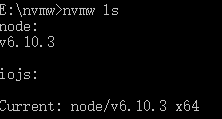 E:\nvmw>nvmw ls
node:
v6.10.3
iojs:
Current: node/v6.10.3 x64